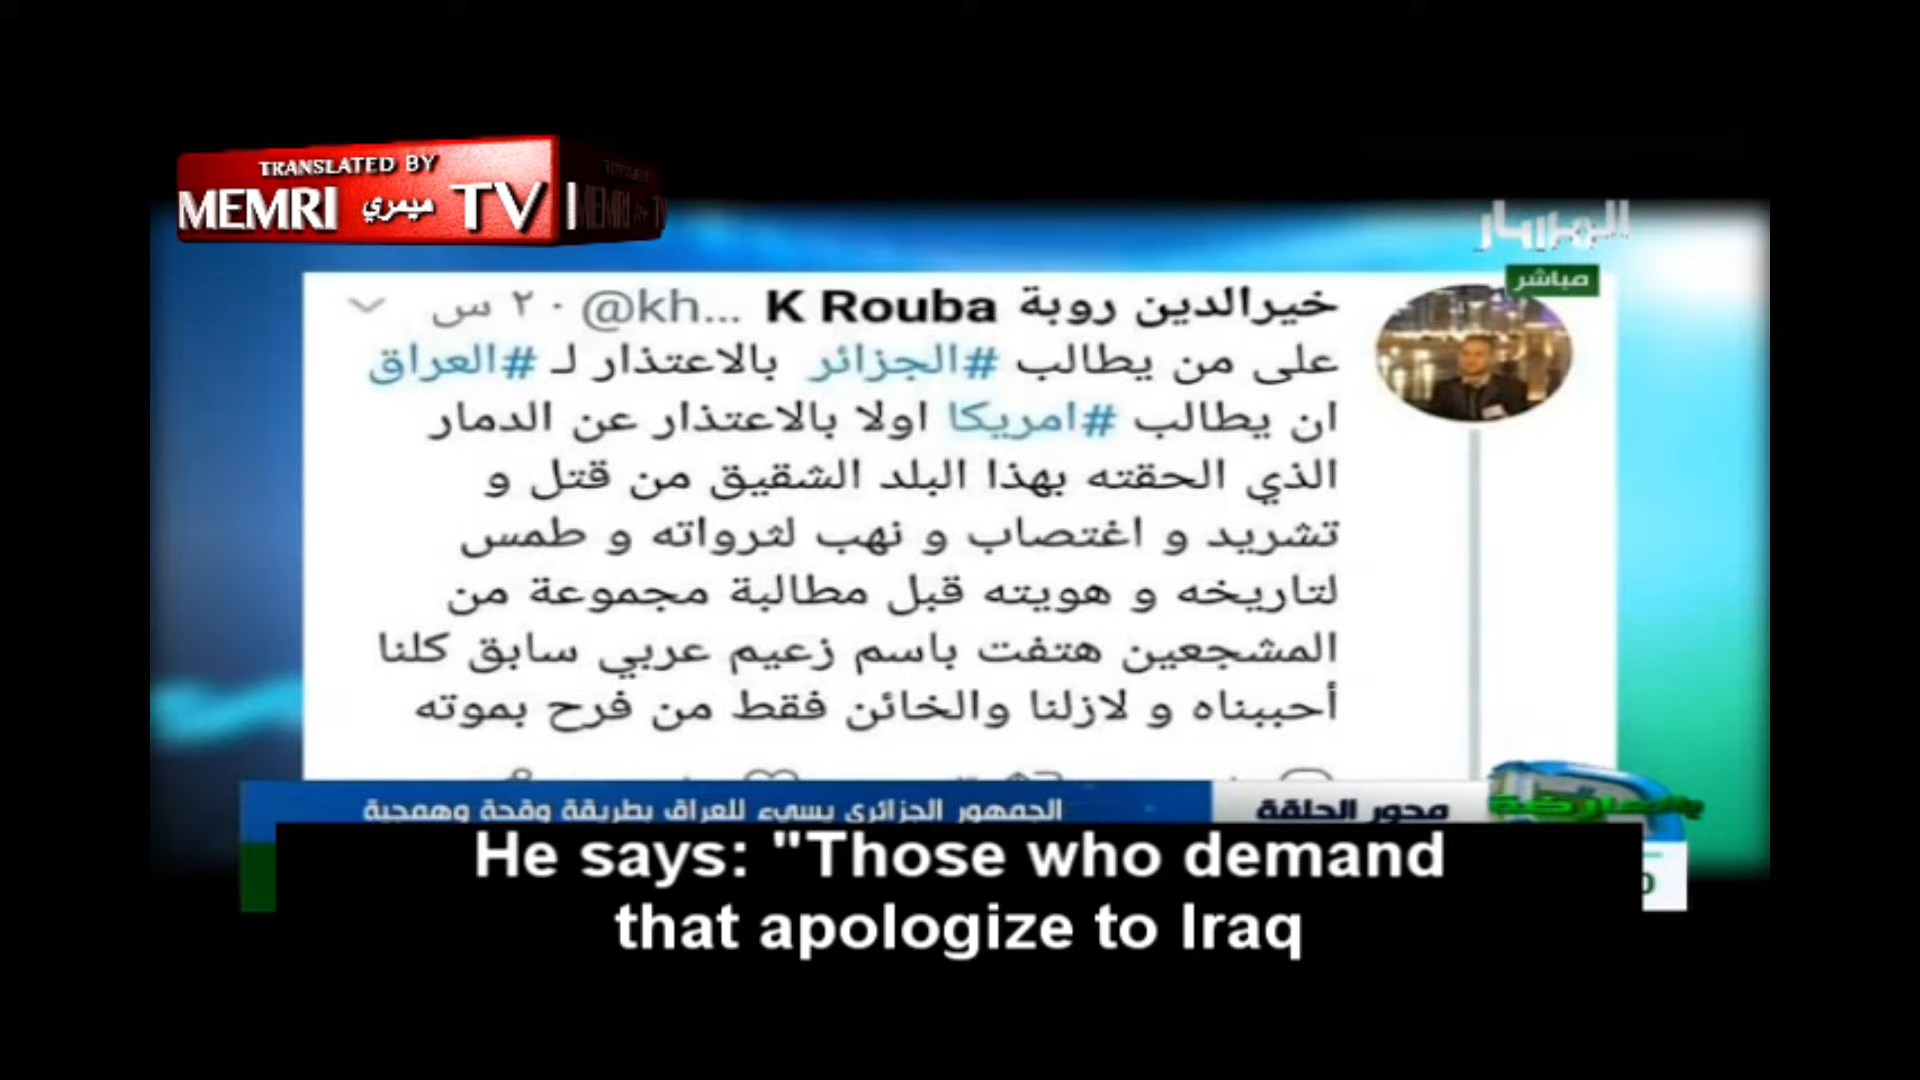 TRANSLATED BY
MEMRI ميمري TV
المربد
مباشر
خيرالدين روبة K Rouba @kh... · ٢٠ س
على من يطالب #الجزائر بالاعتذار لـ #العراق
ان يطالب #امريكا اولا بالاعتذار عن الدمار
الذي الحقته بهذا البلد الشقيق من قتل و
تشريد و اغتصاب و نهب لثرواته و طمس
لتاريخه و هويته قبل مطالبة مجموعة من
المشجعين هتفت باسم زعيم عربي سابق كلنا
أحببناه و لازلنا والخائن فقط من فرح بموته
محور الحلقة
الجمهور الجزائري يسيء للعراق بطريقة وقحة وهمجية
He says: "Those who demand
that apologize to Iraq